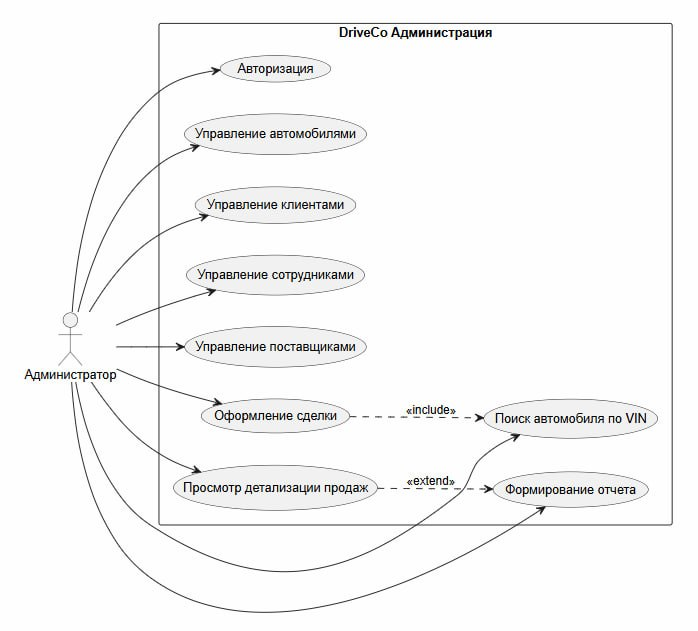 DriveCo Администрация
Авторизация
Управление автомобилями
Управление клиентами
Управление сотрудниками
Управление поставщиками
Администратор
Оформление сделки
«include»
Поиск автомобиля по VIN
Просмотр детализации продаж
«extend»
Формирование отчета